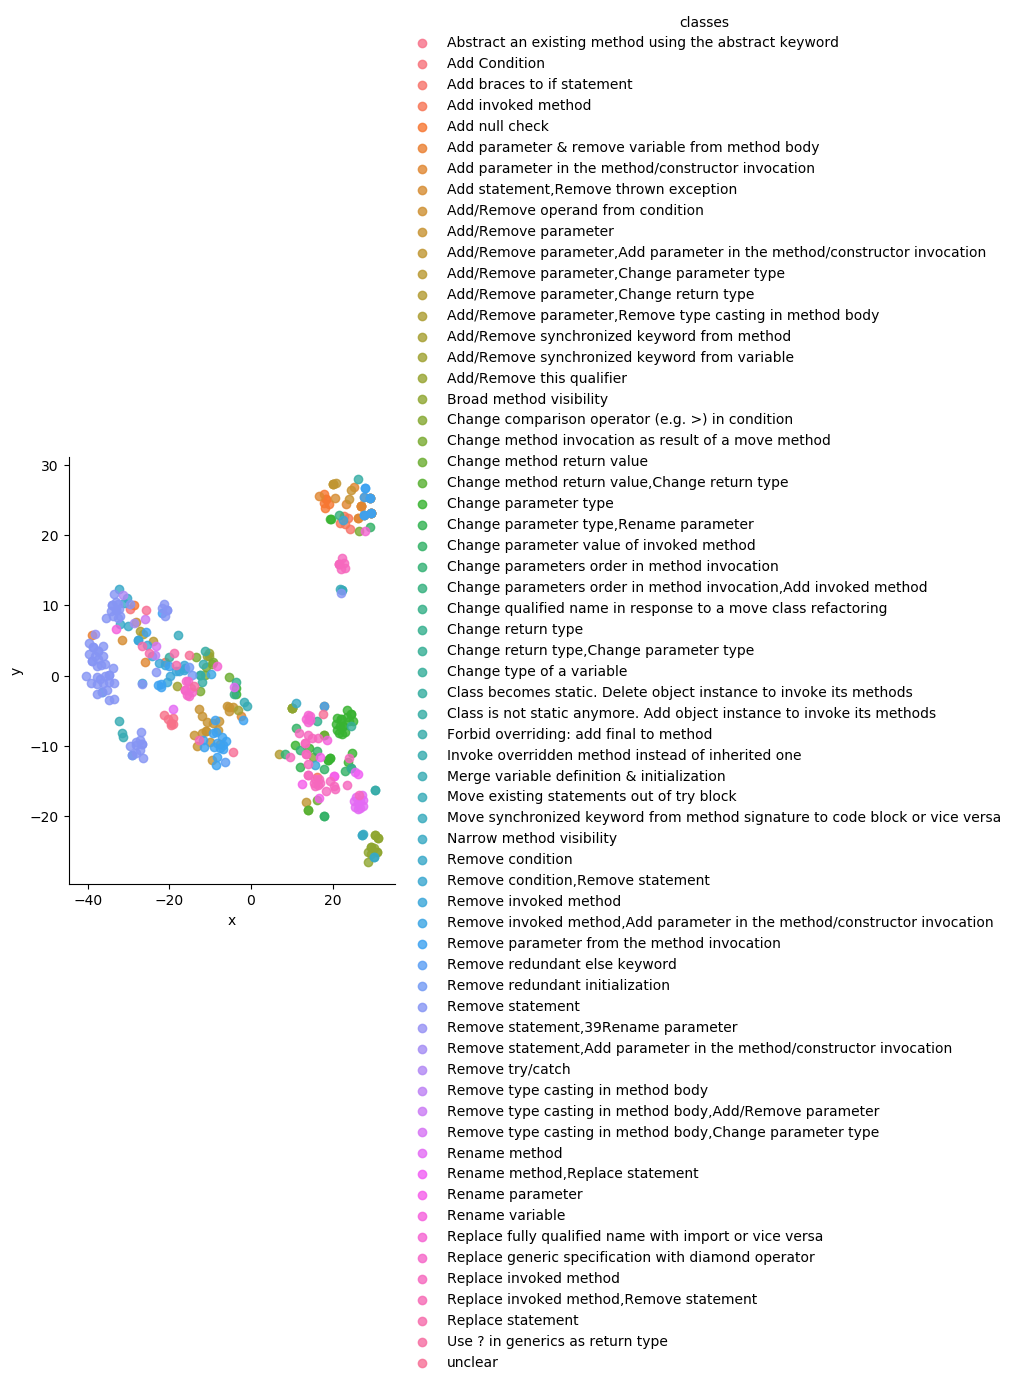 classes
Abstract an existing method using the abstract keyword
Add Condition
Add braces to if statement
Add invoked method
Add null check
Add parameter & remove variable from method body
Add parameter in the method/constructor invocation
Add statement,Remove thrown exception
Add/Remove operand from condition
Add/Remove parameter
Add/Remove parameter,Add parameter in the method/constructor invocation
Add/Remove parameter,Change parameter type
Add/Remove parameter,Change return type
Add/Remove parameter,Remove type casting in method body
Add/Remove synchronized keyword from method
Add/Remove synchronized keyword from variable
Add/Remove this qualifier
Broad method visibility
Change comparison operator (e.g. >) in condition
Change method invocation as result of a move method
Change method return value
Change method return value,Change return type
Change parameter type
Change parameter type,Rename parameter
Change parameter value of invoked method
Change parameters order in method invocation
Change parameters order in method invocation,Add invoked method
Change qualified name in response to a move class refactoring
Change return type
Change return type,Change parameter type
Change type of a variable
Class becomes static. Delete object instance to invoke its methods
Class is not static anymore. Add object instance to invoke its methods
Forbid overriding: add final to method
Invoke overridden method instead of inherited one
Merge variable definition & initialization
Move existing statements out of try block
Move synchronized keyword from method signature to code block or vice versa
Narrow method visibility
Remove condition
Remove condition,Remove statement
Remove invoked method
Remove invoked method,Add parameter in the method/constructor invocation
Remove parameter from the method invocation
Remove redundant else keyword
Remove redundant initialization
Remove statement
Remove statement,39Rename parameter
Remove statement,Add parameter in the method/constructor invocation
Remove try/catch
Remove type casting in method body
Remove type casting in method body,Add/Remove parameter
Remove type casting in method body,Change parameter type
Rename method
Rename method,Replace statement
Rename parameter
Rename variable
Replace fully qualified name with import or vice versa
Replace generic specification with diamond operator
Replace invoked method
Replace invoked method,Remove statement
Replace statement
Use ? in generics as return type
unclear
30
20
10
0
−10
−20
y
−40
−20
0
20
x